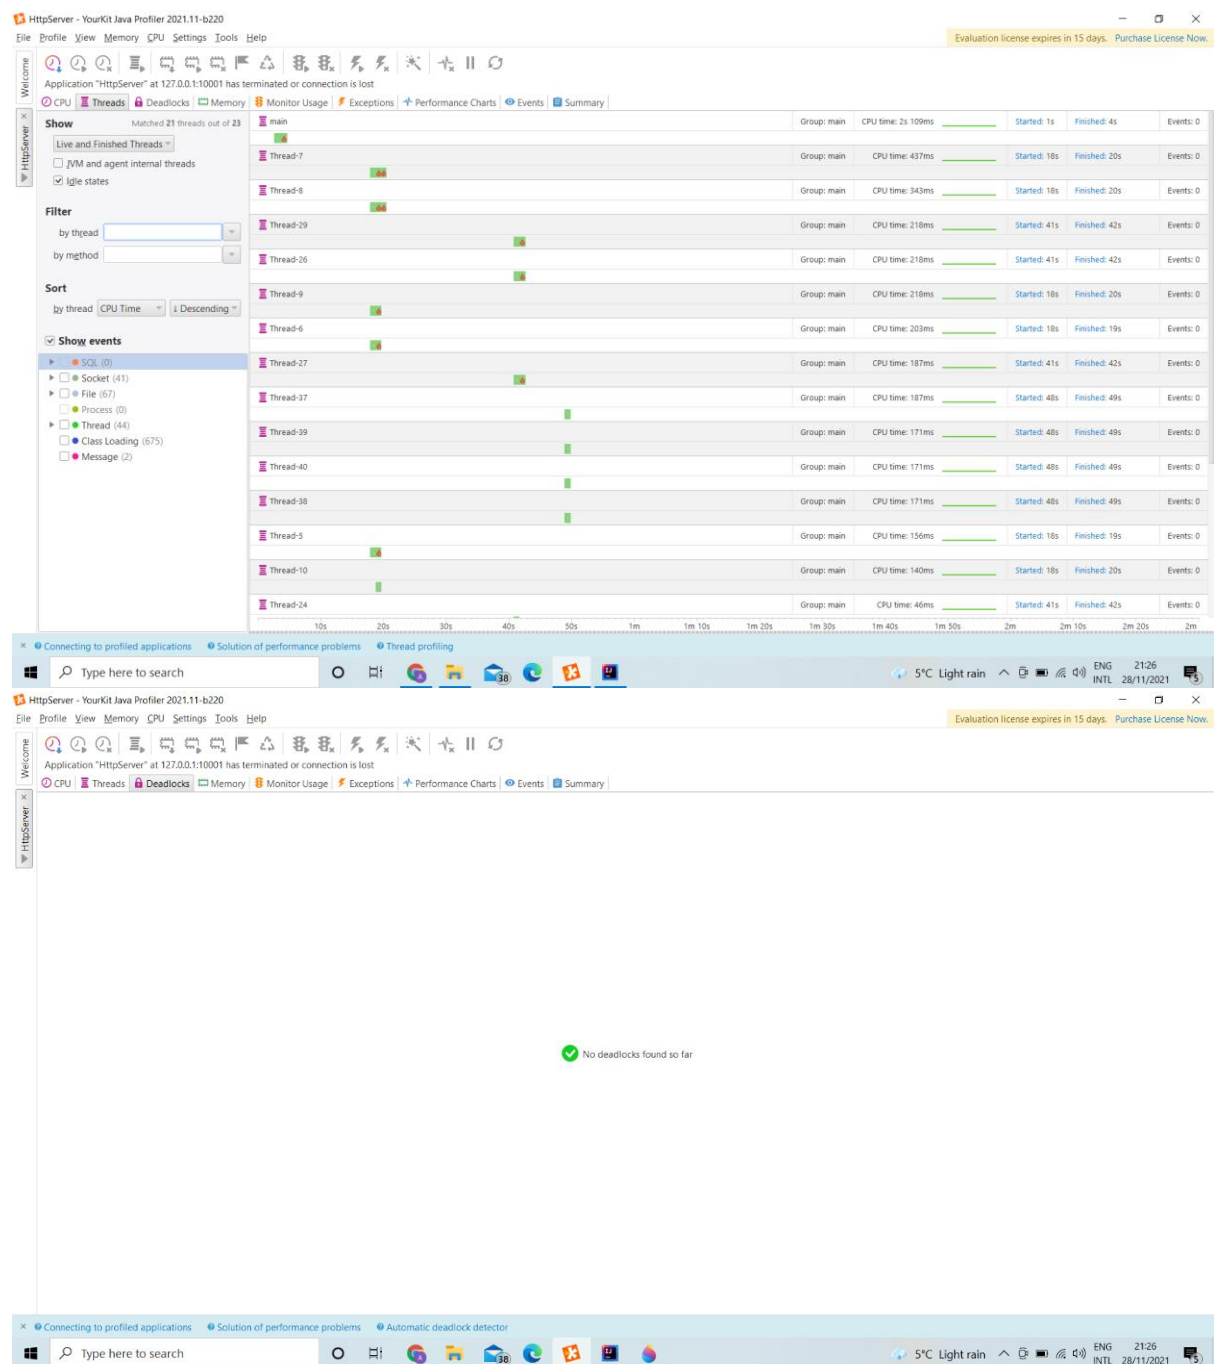 HttpServer - YourKit Java Profiler 2021.11-b220
File Profile View Memory CPU Settings Tools Help
Evaluation license expires in 15 days. Purchase License Now.
Welcome
HttpServer
Application "HttpServer" at 127.0.0.1:10001 has terminated or connection is lost
CPU Threads Deadlocks Memory Monitor Usage Exceptions Performance Charts Events Summary
Show Matched 21 threads out of 23
Live and Finished Threads
JVM and agent internal threads
Idle states
Filter
by thread
by method
Sort
by thread CPU Time Descending
Show events
SQL (0)
Socket (41)
File (67)
Process (0)
Thread (44)
Class Loading (675)
Message (2)
main Group: main CPU time: 2s 109ms Started: 1s Finished: 4s Events: 0
Thread-7 Group: main CPU time: 437ms Started: 18s Finished: 20s Events: 0
Thread-8 Group: main CPU time: 343ms Started: 18s Finished: 20s Events: 0
Thread-29 Group: main CPU time: 218ms Started: 41s Finished: 42s Events: 0
Thread-26 Group: main CPU time: 218ms Started: 41s Finished: 42s Events: 0
Thread-9 Group: main CPU time: 218ms Started: 18s Finished: 20s Events: 0
Thread-6 Group: main CPU time: 203ms Started: 18s Finished: 19s Events: 0
Thread-27 Group: main CPU time: 187ms Started: 41s Finished: 42s Events: 0
Thread-37 Group: main CPU time: 187ms Started: 48s Finished: 49s Events: 0
Thread-39 Group: main CPU time: 171ms Started: 48s Finished: 49s Events: 0
Thread-40 Group: main CPU time: 171ms Started: 48s Finished: 49s Events: 0
Thread-38 Group: main CPU time: 171ms Started: 48s Finished: 49s Events: 0
Thread-5 Group: main CPU time: 156ms Started: 18s Finished: 19s Events: 0
Thread-10 Group: main CPU time: 140ms Started: 18s Finished: 20s Events: 0
Thread-24 Group: main CPU time: 46ms Started: 41s Finished: 42s Events: 0
10s 20s 30s 40s 50s 1m 1m 10s 1m 20s 1m 30s 1m 40s 1m 50s 2m 2m 10s 2m 20s 2m
Connecting to profiled applications Solution of performance problems Thread profiling
Type here to search 38 5°C Light rain ENG 21:26
INTL 28/11/2021 5
HttpServer - YourKit Java Profiler 2021.11-b220
File Profile View Memory CPU Settings Tools Help
Evaluation license expires in 15 days. Purchase License Now.
Welcome
HttpServer
Application "HttpServer" at 127.0.0.1:10001 has terminated or connection is lost
CPU Threads Deadlocks Memory Monitor Usage Exceptions Performance Charts Events Summary
No deadlocks found so far
Connecting to profiled applications Solution of performance problems Automatic deadlock detector
Type here to search 38 5°C Light rain ENG 21:26
INTL 28/11/2021 5